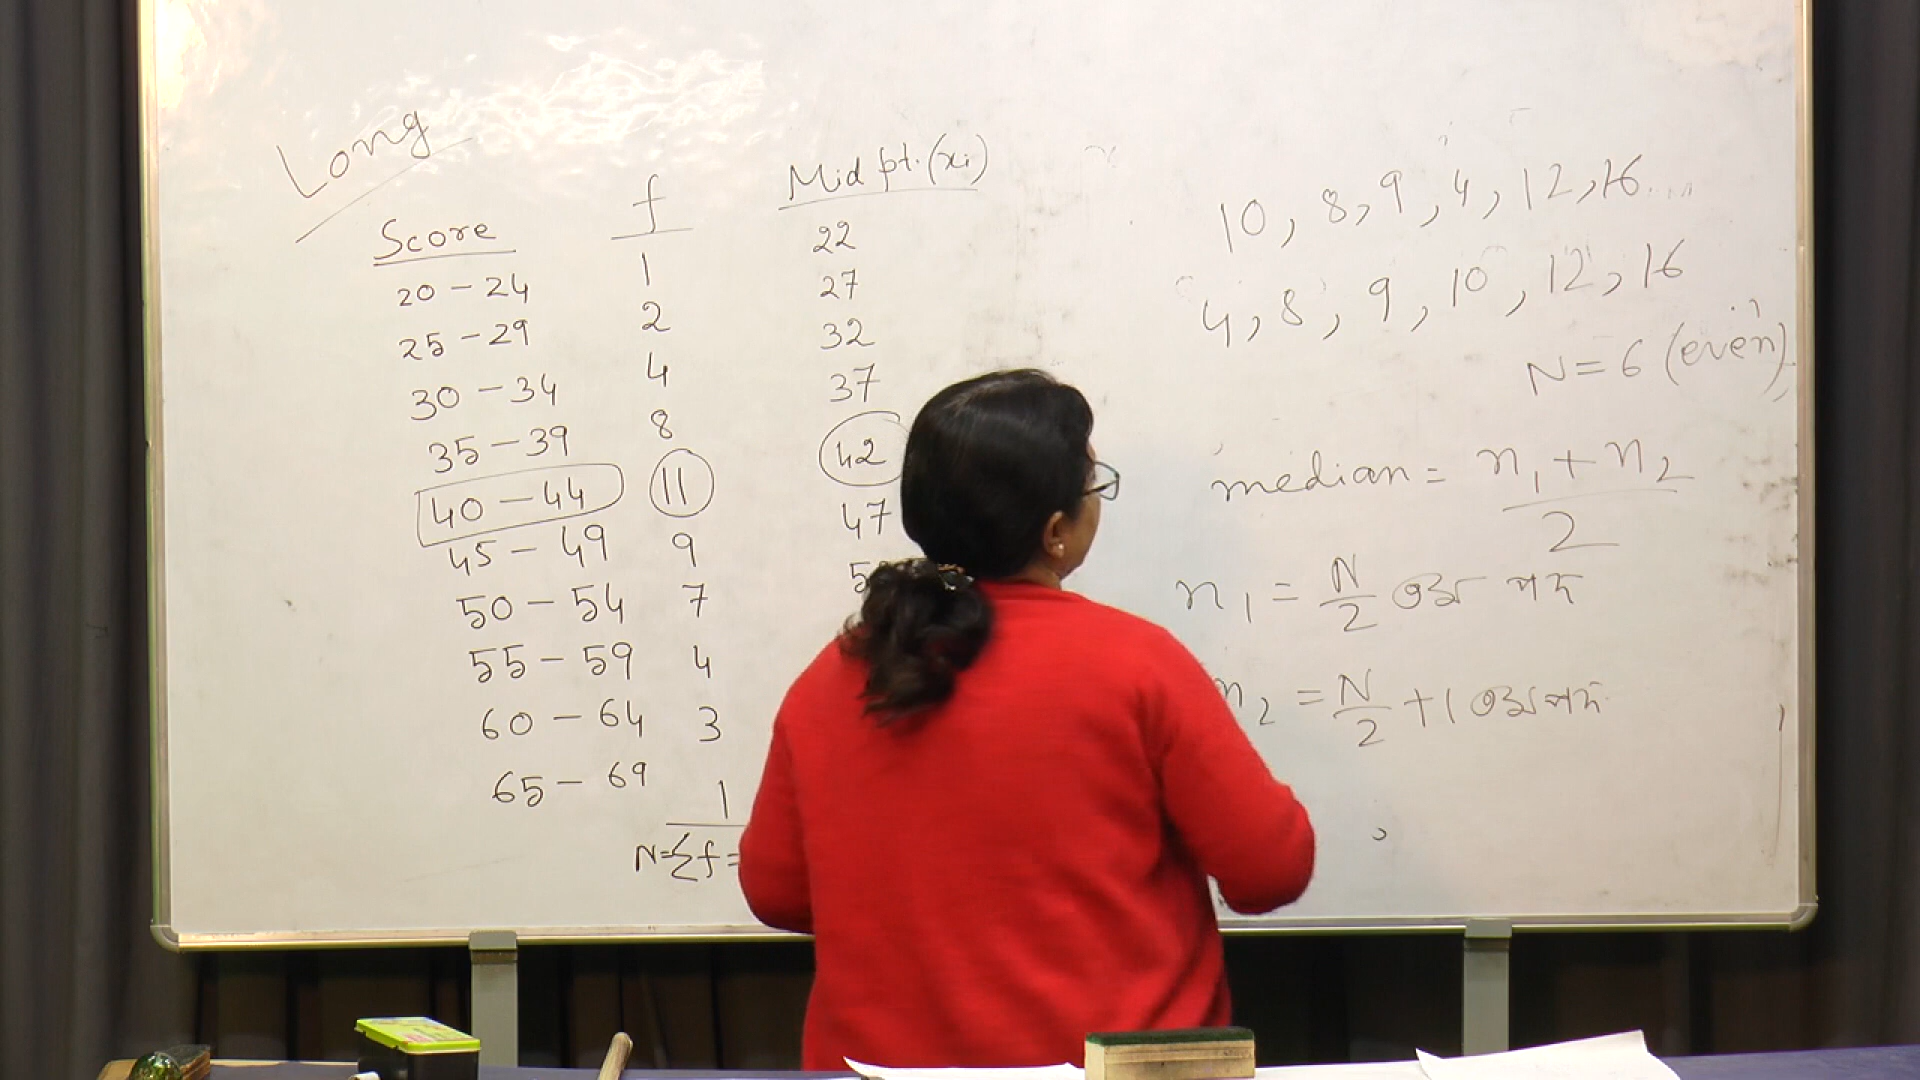 Long
Score f Mid pt. (xi)
20 - 24 1 22
25 - 29 2 27
30 - 34 4 32
35 - 39 8 37
40 - 44 11 42
45 - 49 9 47
50 - 54 7 5
55 - 59 4
60 - 64 3
65 - 69 1
N=Σf=
10, 8, 9, 4, 12, 16
4, 8, 9, 10, 12, 16
N=6 (even)
median = n₁ + n₂ / 2
n₁ = N/2 তম পদ
n₂ = N/2 + 1 তম পদ